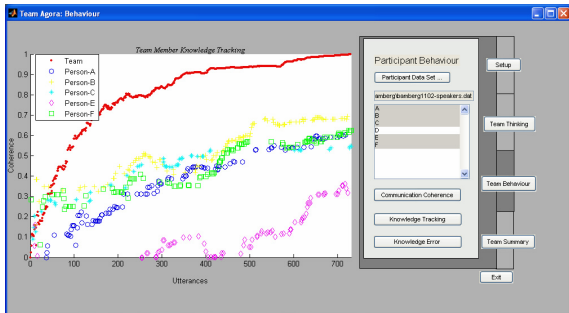 Team Agora: Behaviour
Team Member Knowledge Tracking
Team
Person-A
Person-B
Person-C
Person-E
Person-F
1
0.9
0.8
0.7
0.6
0.5
0.4
0.3
0.2
0.1
0
Coherence
0 100 200 300 400 500 600 700
Utterances
Participant Behaviour
Participant Data Set ...
amberg\bamberg1102-speakers.dat
A
B
C
D
E
F
Communication Coherence
Knowledge Tracking
Knowledge Error
Setup
Team Thinking
Team Behaviour
Team Summary
Exit